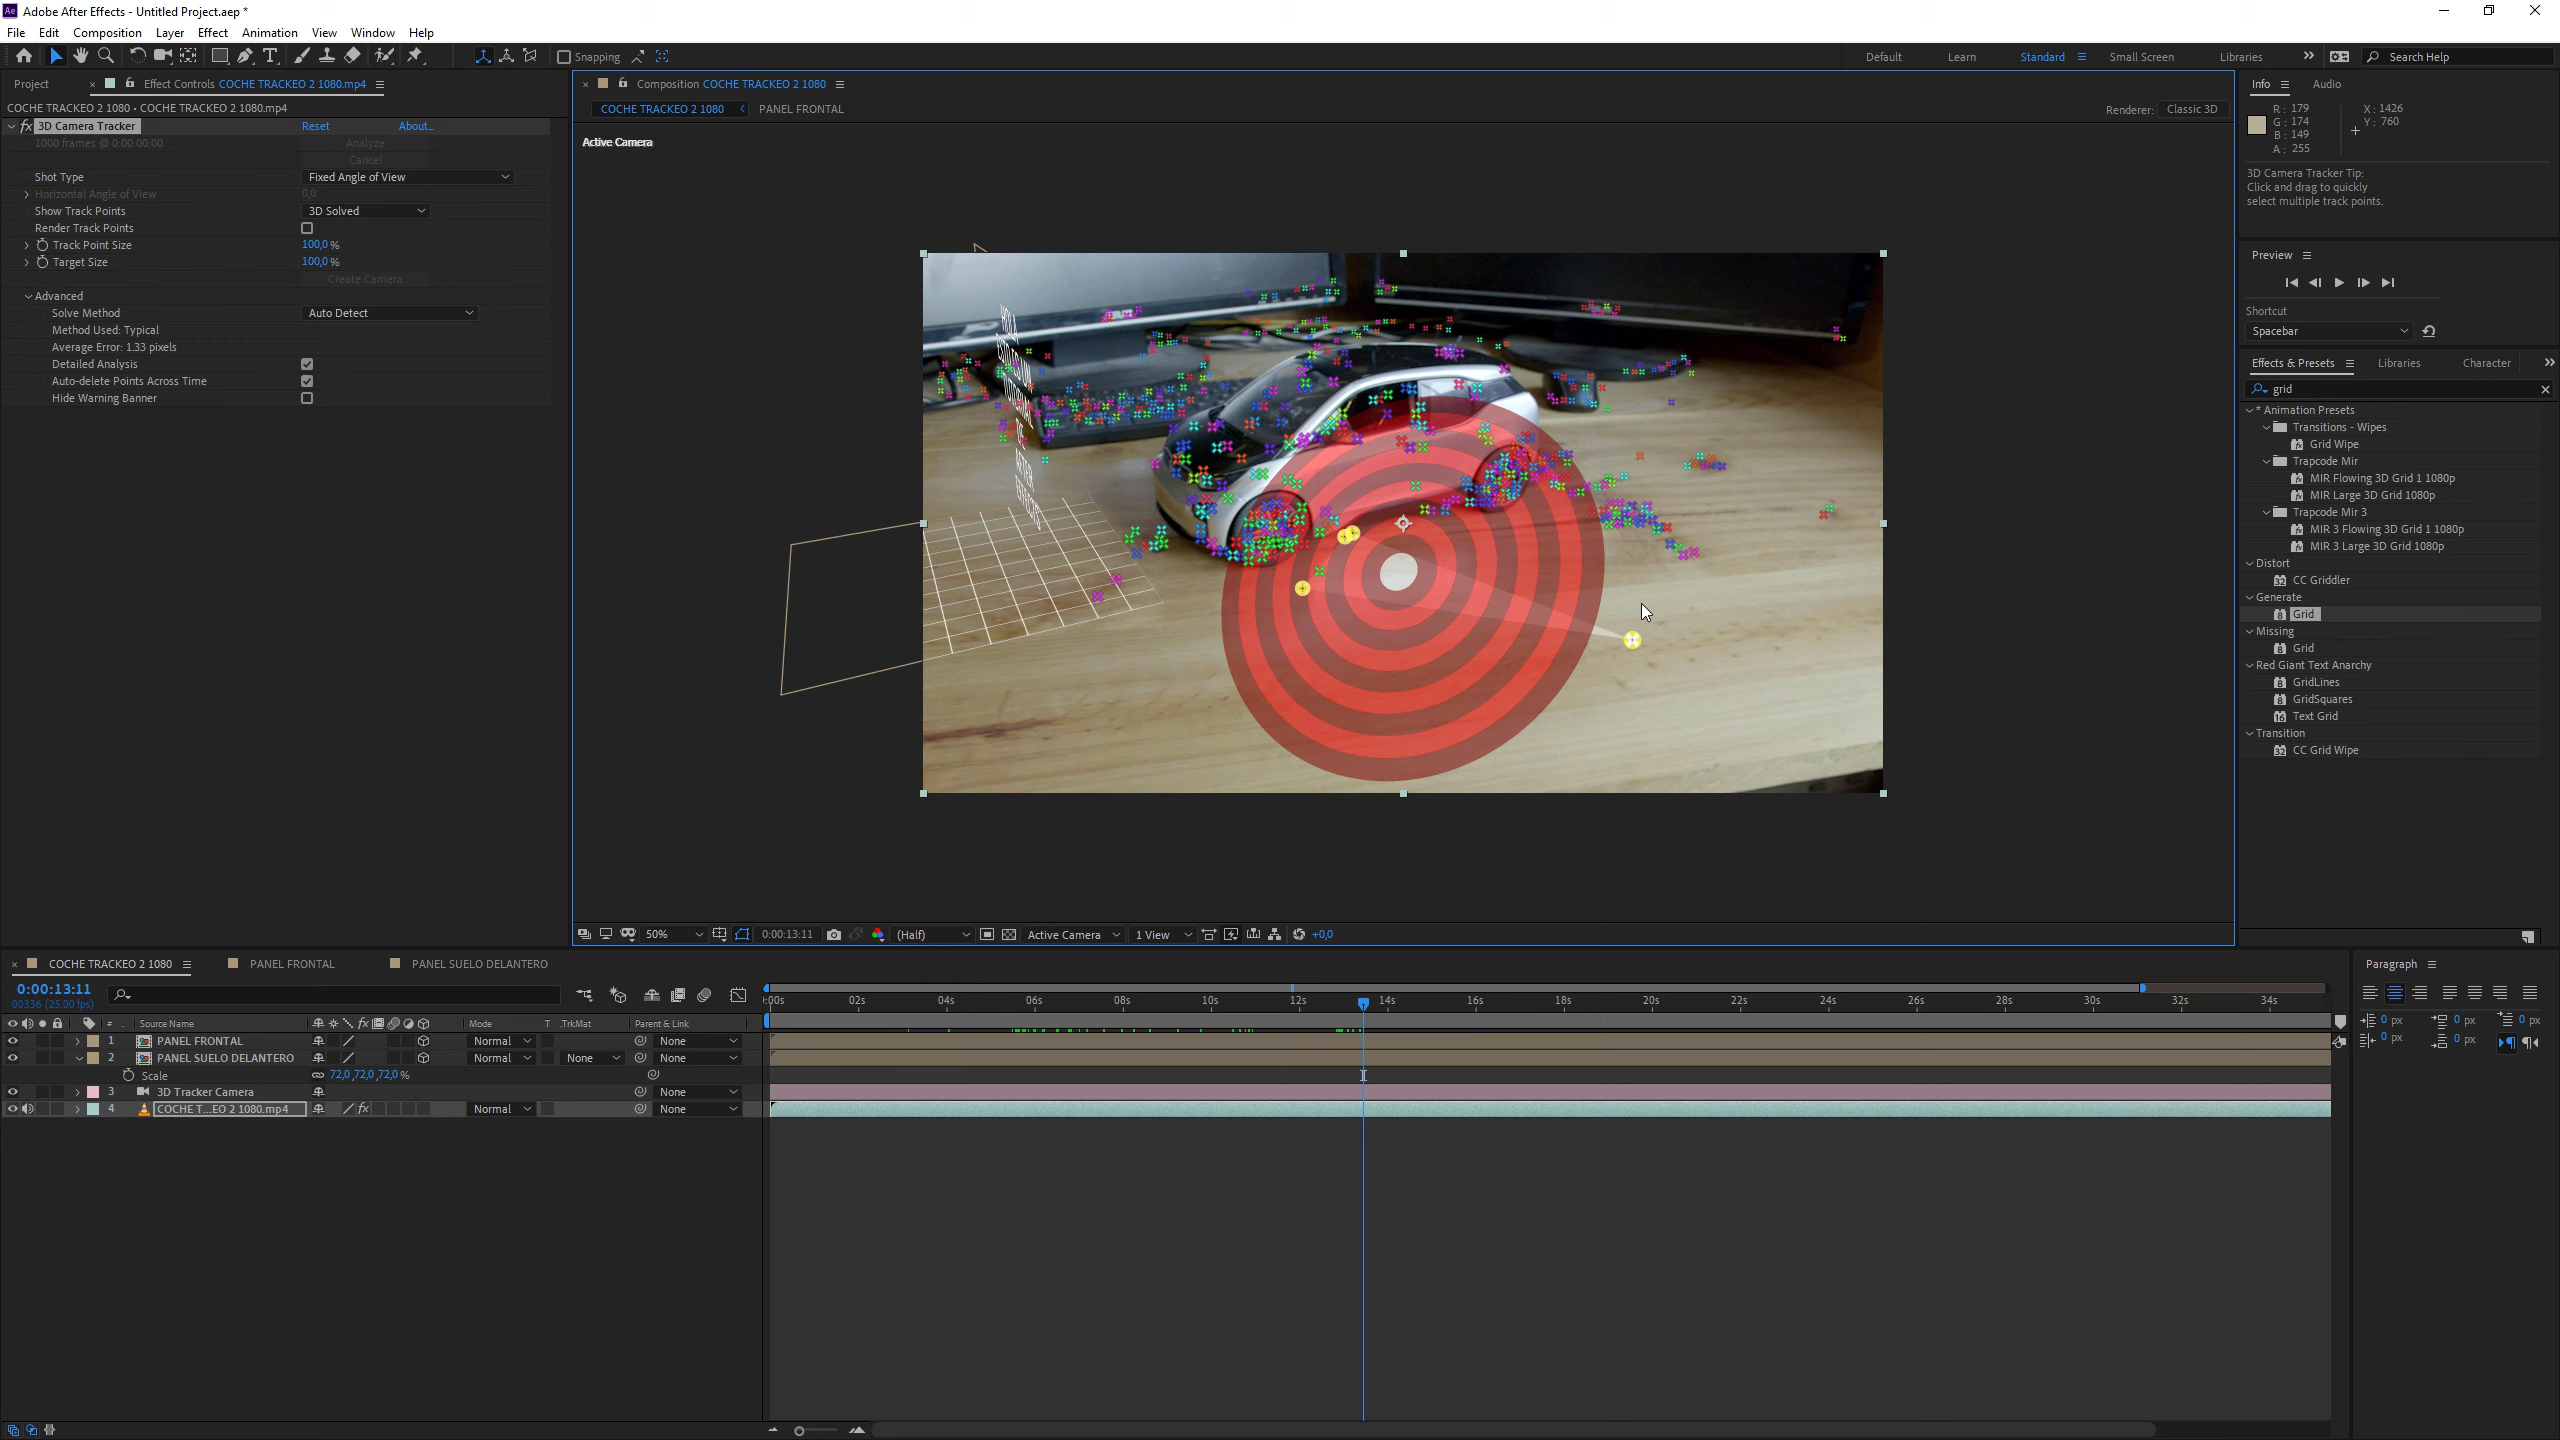 Adobe After Effects - Untitled Project.aep *
File Edit Composition Layer Effect Animation View Window Help
Snapping
Default Learn Standard Small Screen Libraries Search Help
Project
Effect Controls COCHE TRACKEO 2 1080.mp4
COCHE TRACKEO 2 1080 • COCHE TRACKEO 2 1080.mp4
fx 3D Camera Tracker Reset About...
1000 frames @ 0:00:00:00 Analyze
Cancel
Shot Type Fixed Angle of View
Horizontal Angle of View 0,0
Show Track Points 3D Solved
Render Track Points
Track Point Size 100,0 %
Target Size 100,0 %
Create Camera
Advanced
Solve Method Auto Detect
Method Used: Typical
Average Error: 1.33 pixels
Detailed Analysis
Auto-delete Points Across Time
Hide Warning Banner
Composition COCHE TRACKEO 2 1080
COCHE TRACKEO 2 1080 PANEL FRONTAL
Renderer: Classic 3D
Active Camera
50% 0:00:13:11 (Half) Active Camera 1 View +0,0
Info Audio
R : 179 X : 1426
G : 174 Y : 760
B : 149
A : 255
3D Camera Tracker Tip:
Click and drag to quickly
select multiple track points.
Preview
Shortcut
Spacebar
Effects & Presets Libraries Character
grid
* Animation Presets
Transitions - Wipes
Grid Wipe
Trapcode Mir
MIR Flowing 3D Grid 1 1080p
MIR Large 3D Grid 1080p
Trapcode Mir 3
MIR 3 Flowing 3D Grid 1 1080p
MIR 3 Large 3D Grid 1080p
Distort
CC Griddler
Generate
Grid
Missing
Grid
Red Giant Text Anarchy
GridLines
GridSquares
Text Grid
Transition
CC Grid Wipe
COCHE TRACKEO 2 1080 PANEL FRONTAL PANEL SUELO DELANTERO
0:00:13:11
00336 (25.00 fps)
# Source Name Mode T .TrkMat Parent & Link
1 PANEL FRONTAL Normal None
2 PANEL SUELO DELANTERO Normal None None
Scale 72,0,72,0,72,0 %
3 3D Tracker Camera None
4 COCHE T...EO 2 1080.mp4 Normal None
:00s 02s 04s 06s 08s 10s 12s 14s 16s 18s 20s 22s 24s 26s 28s 30s 32s 34s
Paragraph
0 px 0 px 0 px
0 px 0 px